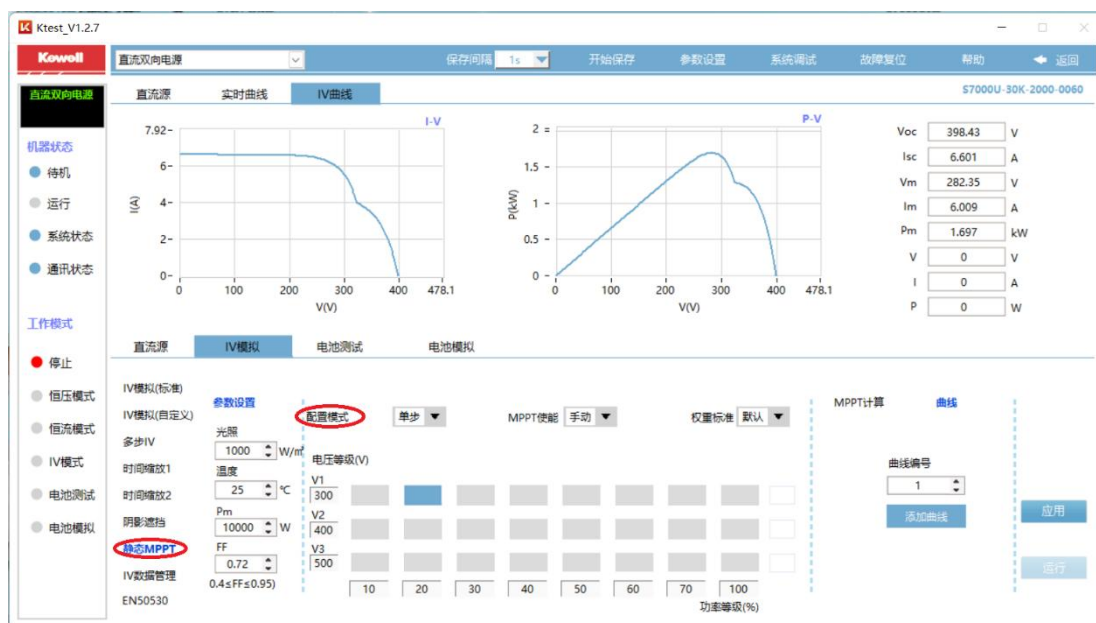 Ktest_V1.2.7
Kewell
直流双向电源
保存间隔 1s 开始保存 参数设置 系统调试 故障复位 帮助 返回
直流双向电源
直流源 实时曲线 IV曲线
S7000U-30K-2000-0060
机器状态
待机
运行
系统状态
通讯状态
工作模式
停止
恒压模式
恒流模式
IV模式
电池测试
电池模拟
I-V
7.92
6
4
2
0
I(A)
0 100 200 300 400 478.1
V(V)
P-V
2
1.5
1
0.5
0
P(kW)
0 100 200 300 400 478.1
V(V)
Voc 398.43 V
Isc 6.601 A
Vm 282.35 V
Im 6.009 A
Pm 1.697 kW
V 0 V
I 0 A
P 0 W
直流源 IV模拟 电池测试 电池模拟
IV模拟(标准)
IV模拟(自定义)
多步IV
时间缩放1
时间缩放2
阴影遮挡
静态MPPT
IV数据管理
EN50530
参数设置
光照
1000 W/㎡
温度
25 ℃
Pm
10000 W
FF
0.72
0.4≤FF≤0.95)
配置模式 单步 MPPT使能 手动 权重标准 默认
电压等级(V)
V1
300
V2
400
V3
500
10 20 30 40 50 60 70 100
功率等级(%)
MPPT计算 曲线
曲线编号
1
添加曲线
应用
运行